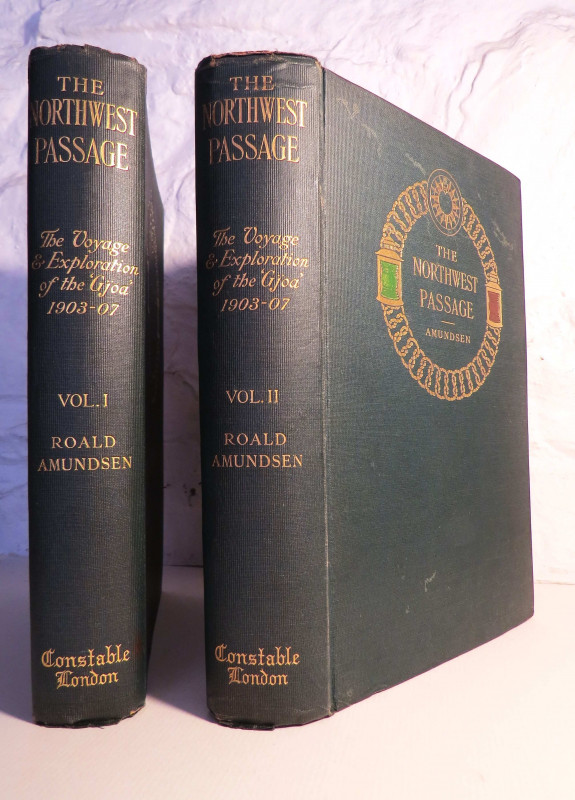 THE
NORTHWEST
PASSAGE
The Voyage
& Exploration
of the 'Gjoa'
1903-07
VOL. I
ROALD
AMUNDSEN
Constable
London
THE
NORTHWEST
PASSAGE
The Voyage
& Exploration
of the 'Gjoa'
1903-07
VOL. II
ROALD
AMUNDSEN
Constable
London
THE
NORTHWEST
PASSAGE
AMUNDSEN